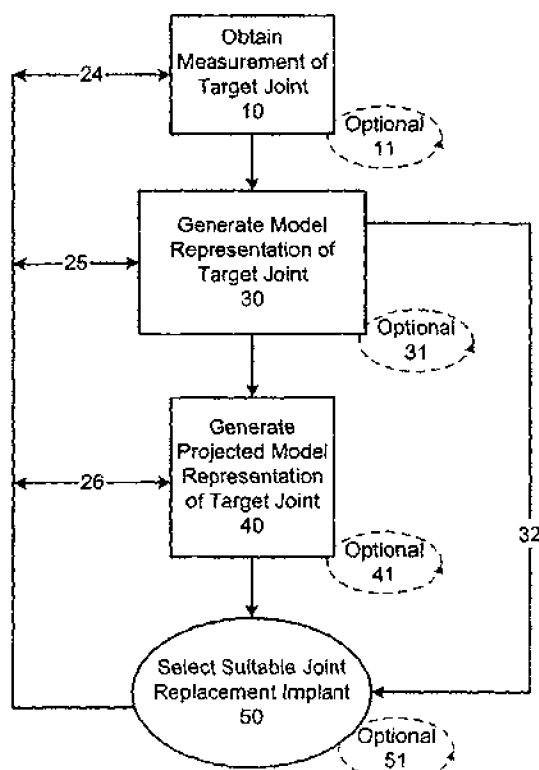 Obtain
Measurement of
Target Joint
10
24
Optional
11
Generate Model
Representation of
Target Joint
30
25
Optional
31
Generate
Projected Model
Representation
of Target Joint
40
26
Optional
41
32
Select Suitable Joint
Replacement Implant
50
Optional
51